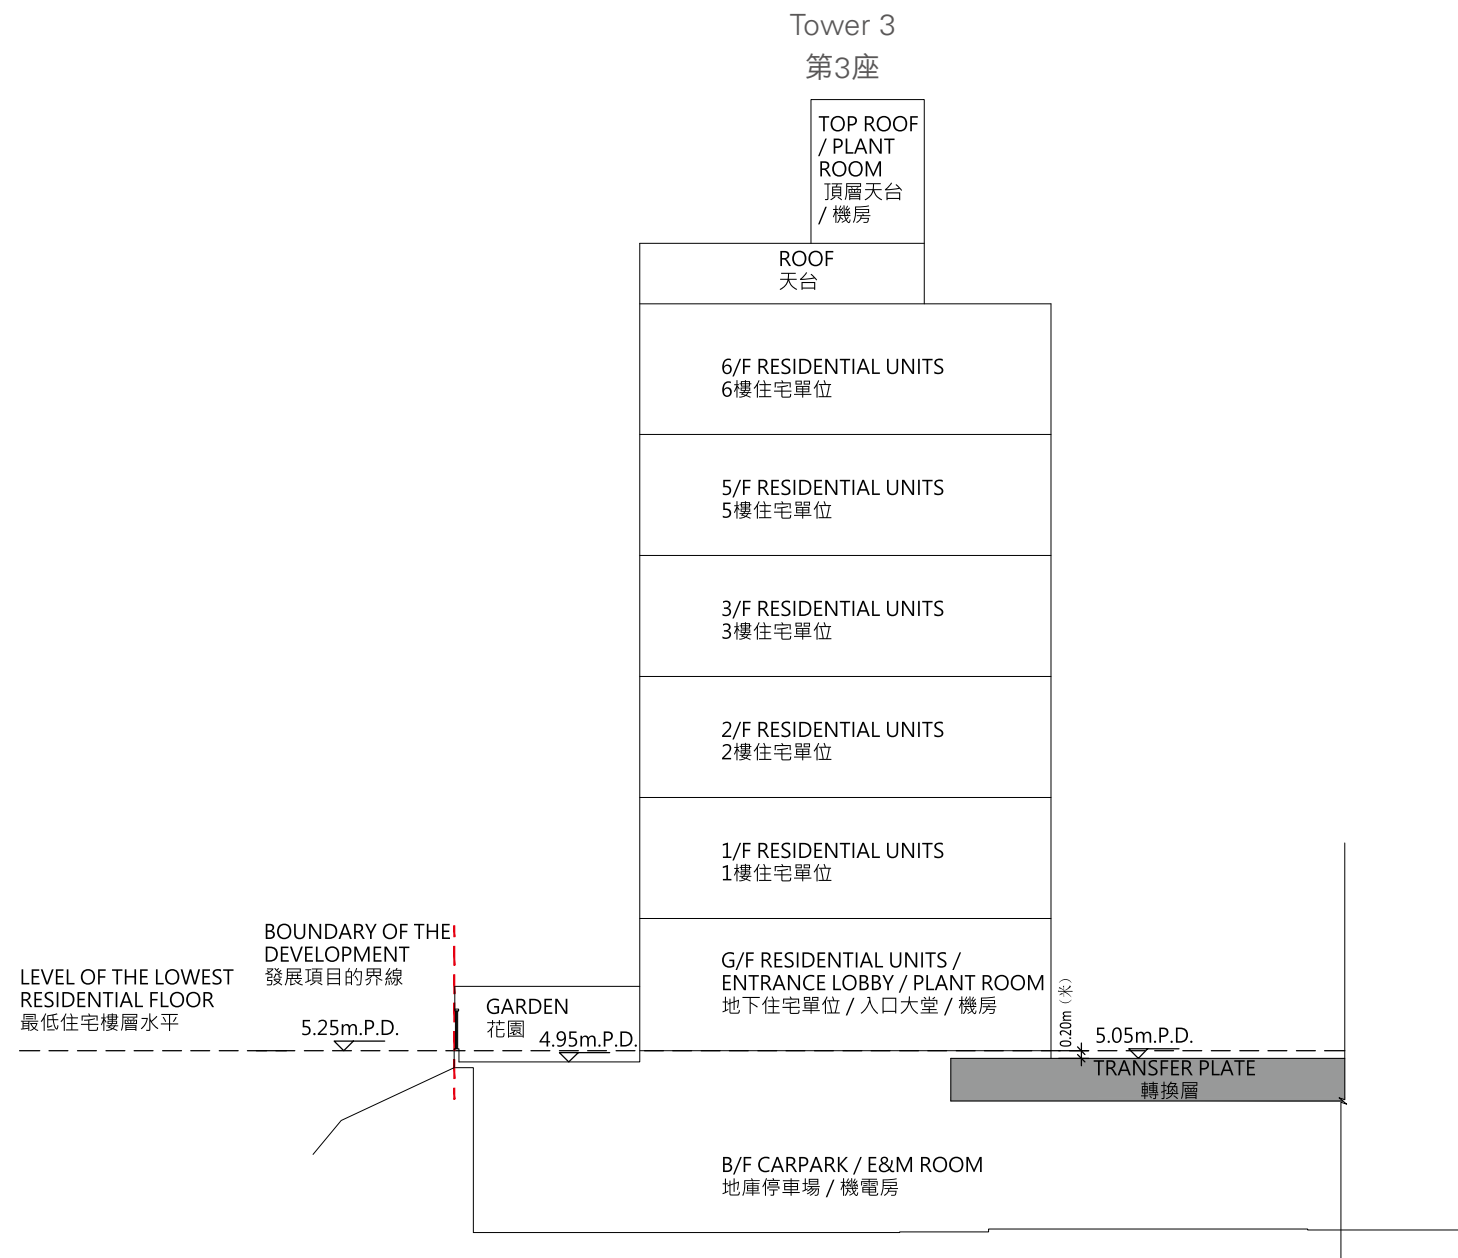 Tower 3
第3座
TOP ROOF
/ PLANT
ROOM
頂層天台
/ 機房
ROOF
天台
6/F RESIDENTIAL UNITS
6樓住宅單位
5/F RESIDENTIAL UNITS
5樓住宅單位
3/F RESIDENTIAL UNITS
3樓住宅單位
2/F RESIDENTIAL UNITS
2樓住宅單位
1/F RESIDENTIAL UNITS
1樓住宅單位
BOUNDARY OF THE
DEVELOPMENT
發展項目的界線
LEVEL OF THE LOWEST
RESIDENTIAL FLOOR
最低住宅樓層水平
5.25m.P.D.
GARDEN
花園
4.95m.P.D.
G/F RESIDENTIAL UNITS /
ENTRANCE LOBBY / PLANT ROOM
地下住宅單位 / 入口大堂 / 機房
0.20m (米)
5.05m.P.D.
TRANSFER PLATE
轉換層
B/F CARPARK / E&M ROOM
地庫停車場 / 機電房